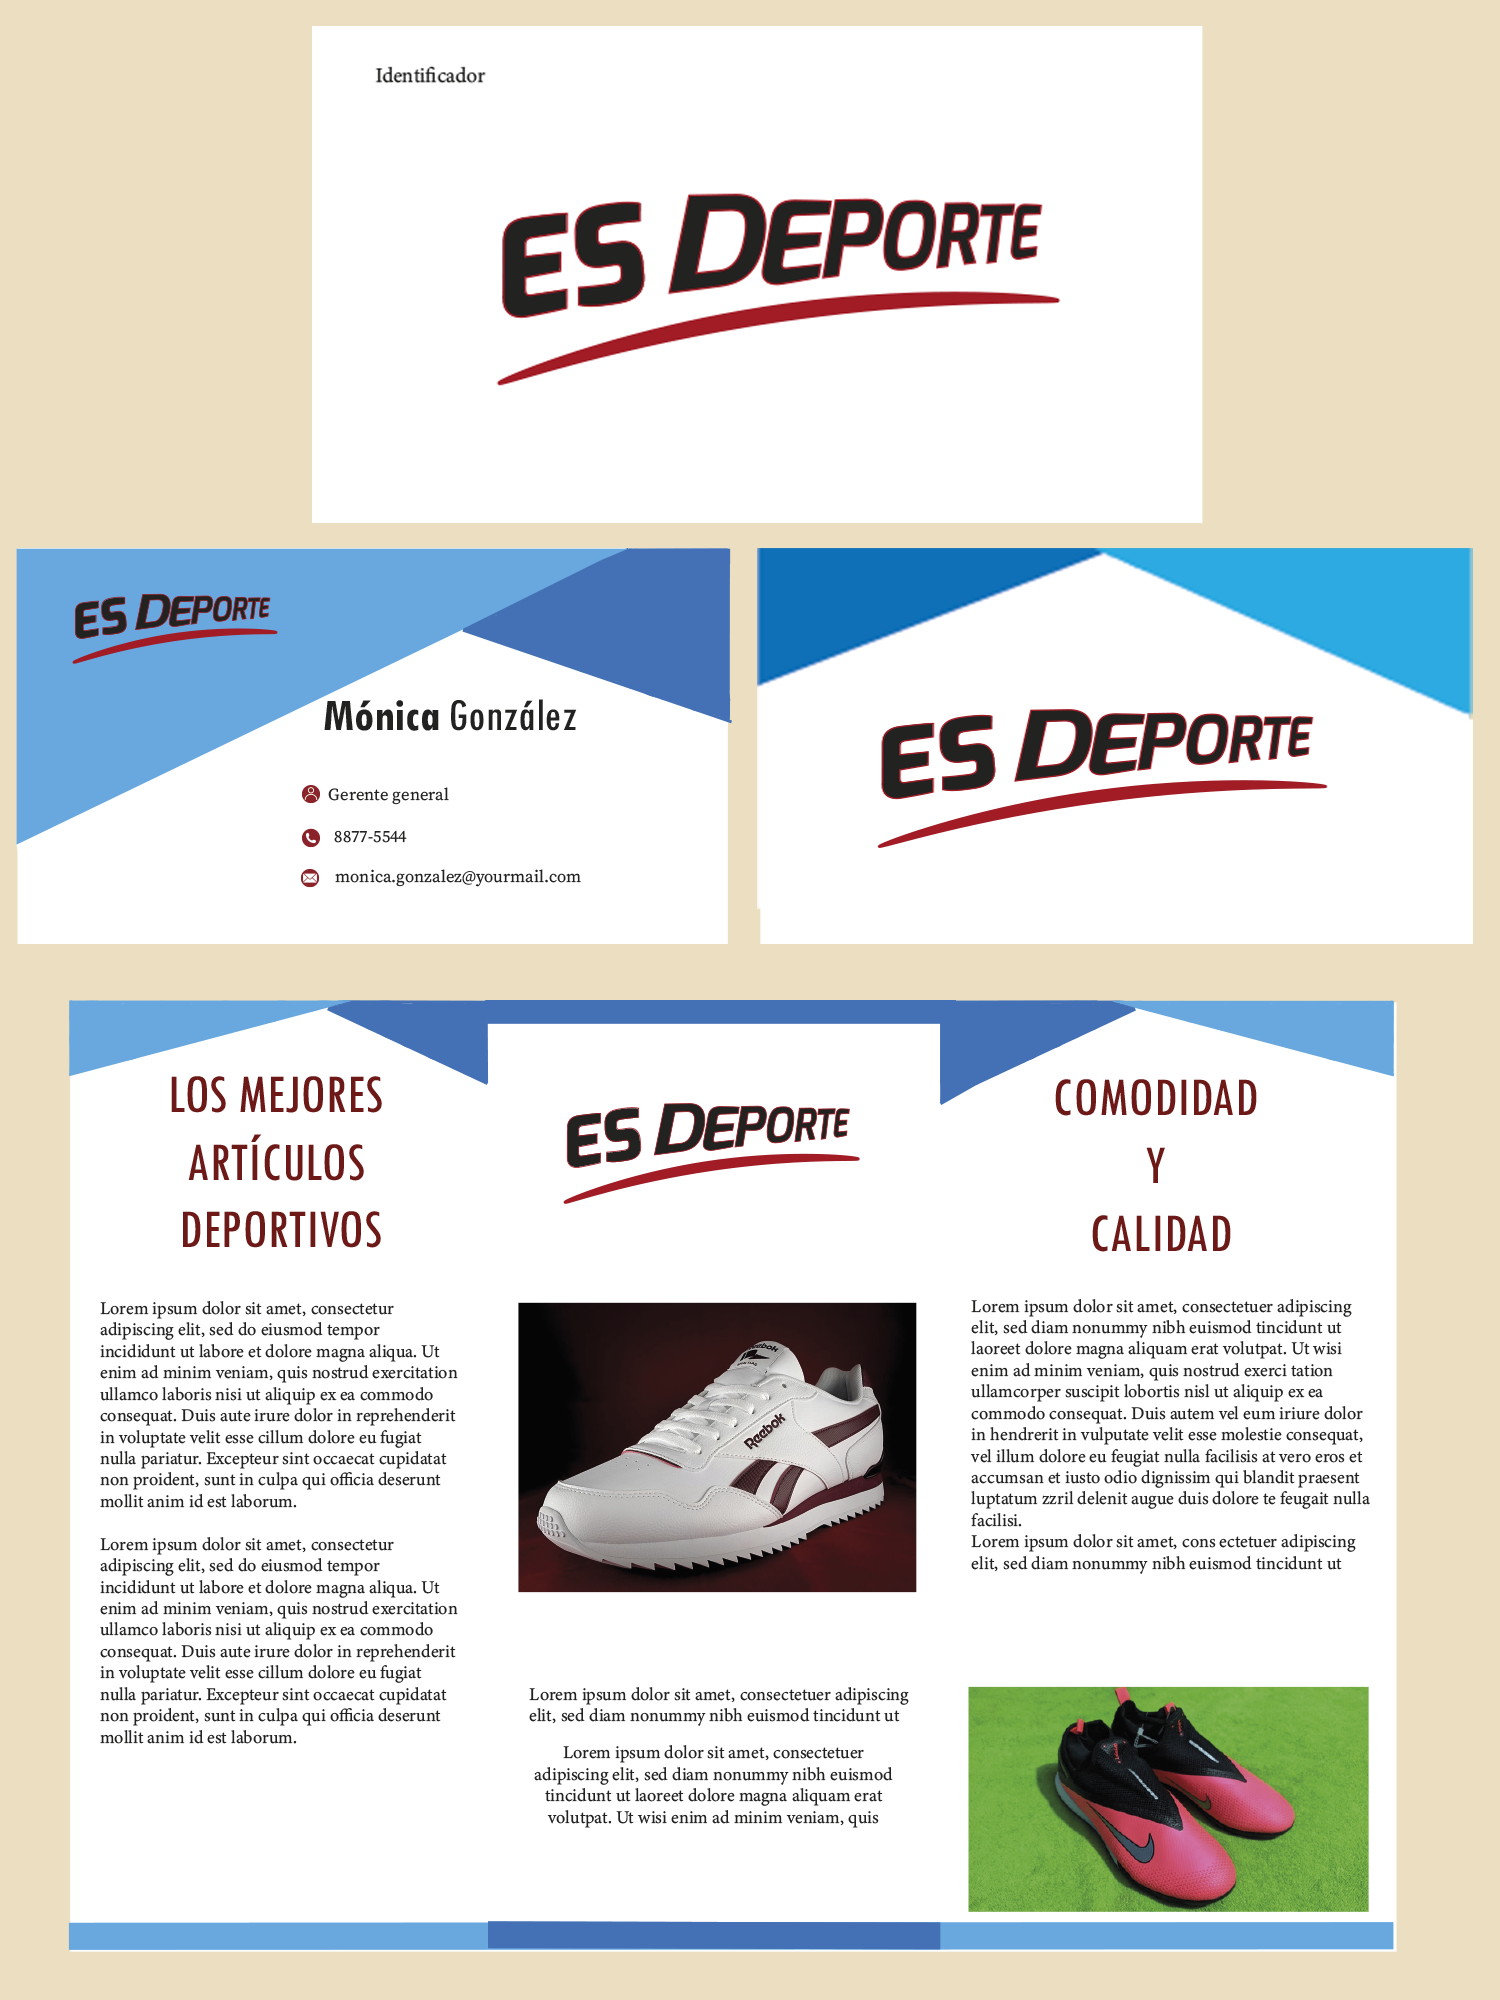 Identificador
ES DEPORTE
ES DEPORTE
Mónica González
Gerente general
8877-5544
monica.gonzalez@yourmail.com
ES DEPORTE
LOS MEJORES
ARTÍCULOS
DEPORTIVOS
Lorem ipsum dolor sit amet, consectetur
adipiscing elit, sed do eiusmod tempor
incididunt ut labore et dolore magna aliqua. Ut
enim ad minim veniam, quis nostrud exercitation
ullamco laboris nisi ut aliquip ex ea commodo
consequat. Duis aute irure dolor in reprehenderit
in voluptate velit esse cillum dolore eu fugiat
nulla pariatur. Excepteur sint occaecat cupidatat
non proident, sunt in culpa qui officia deserunt
mollit anim id est laborum.
Lorem ipsum dolor sit amet, consectetur
adipiscing elit, sed do eiusmod tempor
incididunt ut labore et dolore magna aliqua. Ut
enim ad minim veniam, quis nostrud exercitation
ullamco laboris nisi ut aliquip ex ea commodo
consequat. Duis aute irure dolor in reprehenderit
in voluptate velit esse cillum dolore eu fugiat
nulla pariatur. Excepteur sint occaecat cupidatat
non proident, sunt in culpa qui officia deserunt
mollit anim id est laborum.
ES DEPORTE
Reebok
Reebok
Lorem ipsum dolor sit amet, consectetuer adipiscing
elit, sed diam nonummy nibh euismod tincidunt ut
Lorem ipsum dolor sit amet, consectetuer
adipiscing elit, sed diam nonummy nibh euismod
tincidunt ut laoreet dolore magna aliquam erat
volutpat. Ut wisi enim ad minim veniam, quis
COMODIDAD
Y
CALIDAD
Lorem ipsum dolor sit amet, consectetuer adipiscing
elit, sed diam nonummy nibh euismod tincidunt ut
laoreet dolore magna aliquam erat volutpat. Ut wisi
enim ad minim veniam, quis nostrud exerci tation
ullamcorper suscipit lobortis nisl ut aliquip ex ea
commodo consequat. Duis autem vel eum iriure dolor
in hendrerit in vulputate velit esse molestie consequat,
vel illum dolore eu feugiat nulla facilisis at vero eros et
accumsan et iusto odio dignissim qui blandit praesent
luptatum zzril delenit augue duis dolore te feugait nulla
facilisi.
Lorem ipsum dolor sit amet, cons ectetuer adipiscing
elit, sed diam nonummy nibh euismod tincidunt ut